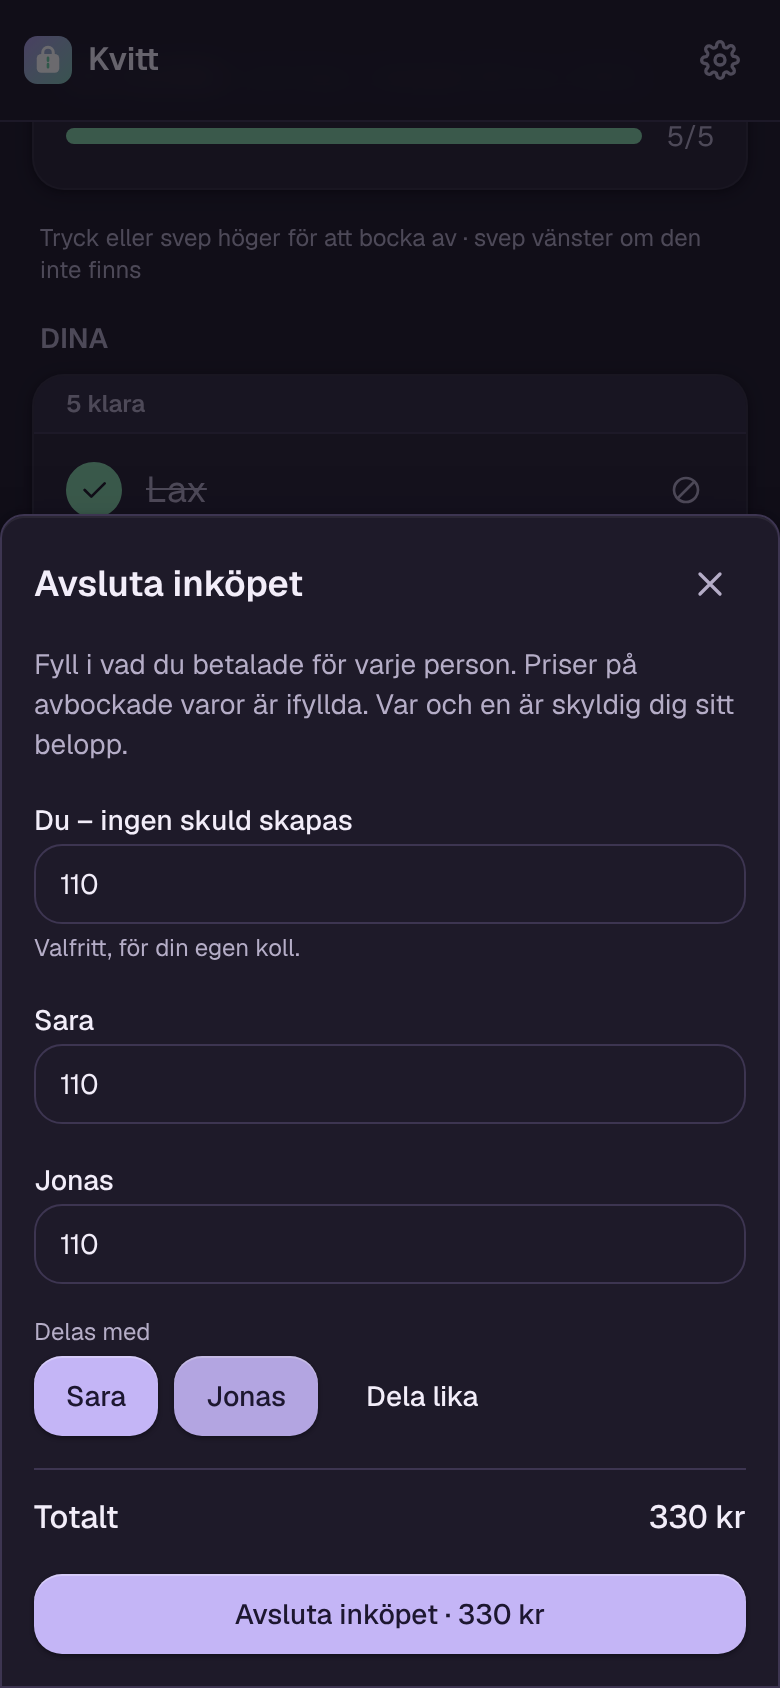 Kvitt
5/5
Tryck eller svep höger för att bocka av · svep vänster om den
inte finns
DINA
5 klara
Lax
Avsluta inköpet
Fyll i vad du betalade för varje person. Priser på
avbockade varor är ifyllda. Var och en är skyldig dig sitt
belopp.
Du – ingen skuld skapas
110
Valfritt, för din egen koll.
Sara
110
Jonas
110
Delas med
Sara Jonas Dela lika
Totalt 330 kr
Avsluta inköpet · 330 kr